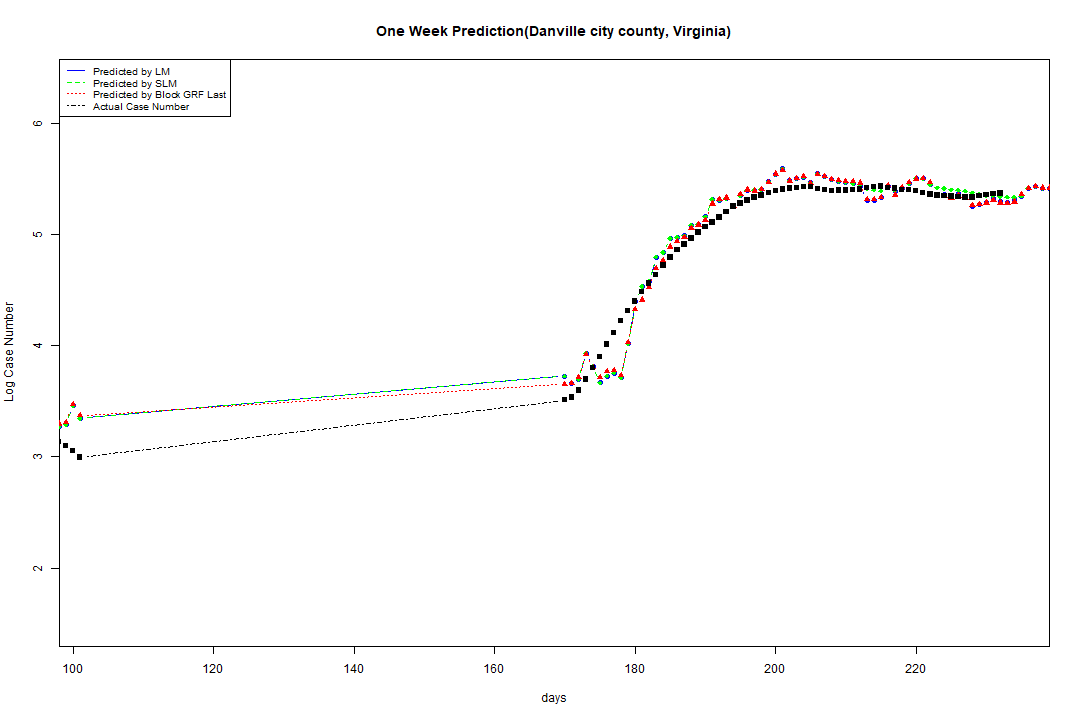 One Week Prediction(Danville city county, Virginia)
Predicted by LM
Predicted by SLM
Predicted by Block GRF Last
Actual Case Number
6
5
4
3
2
Log Case Number
100 120 140 160 180 200 220
days